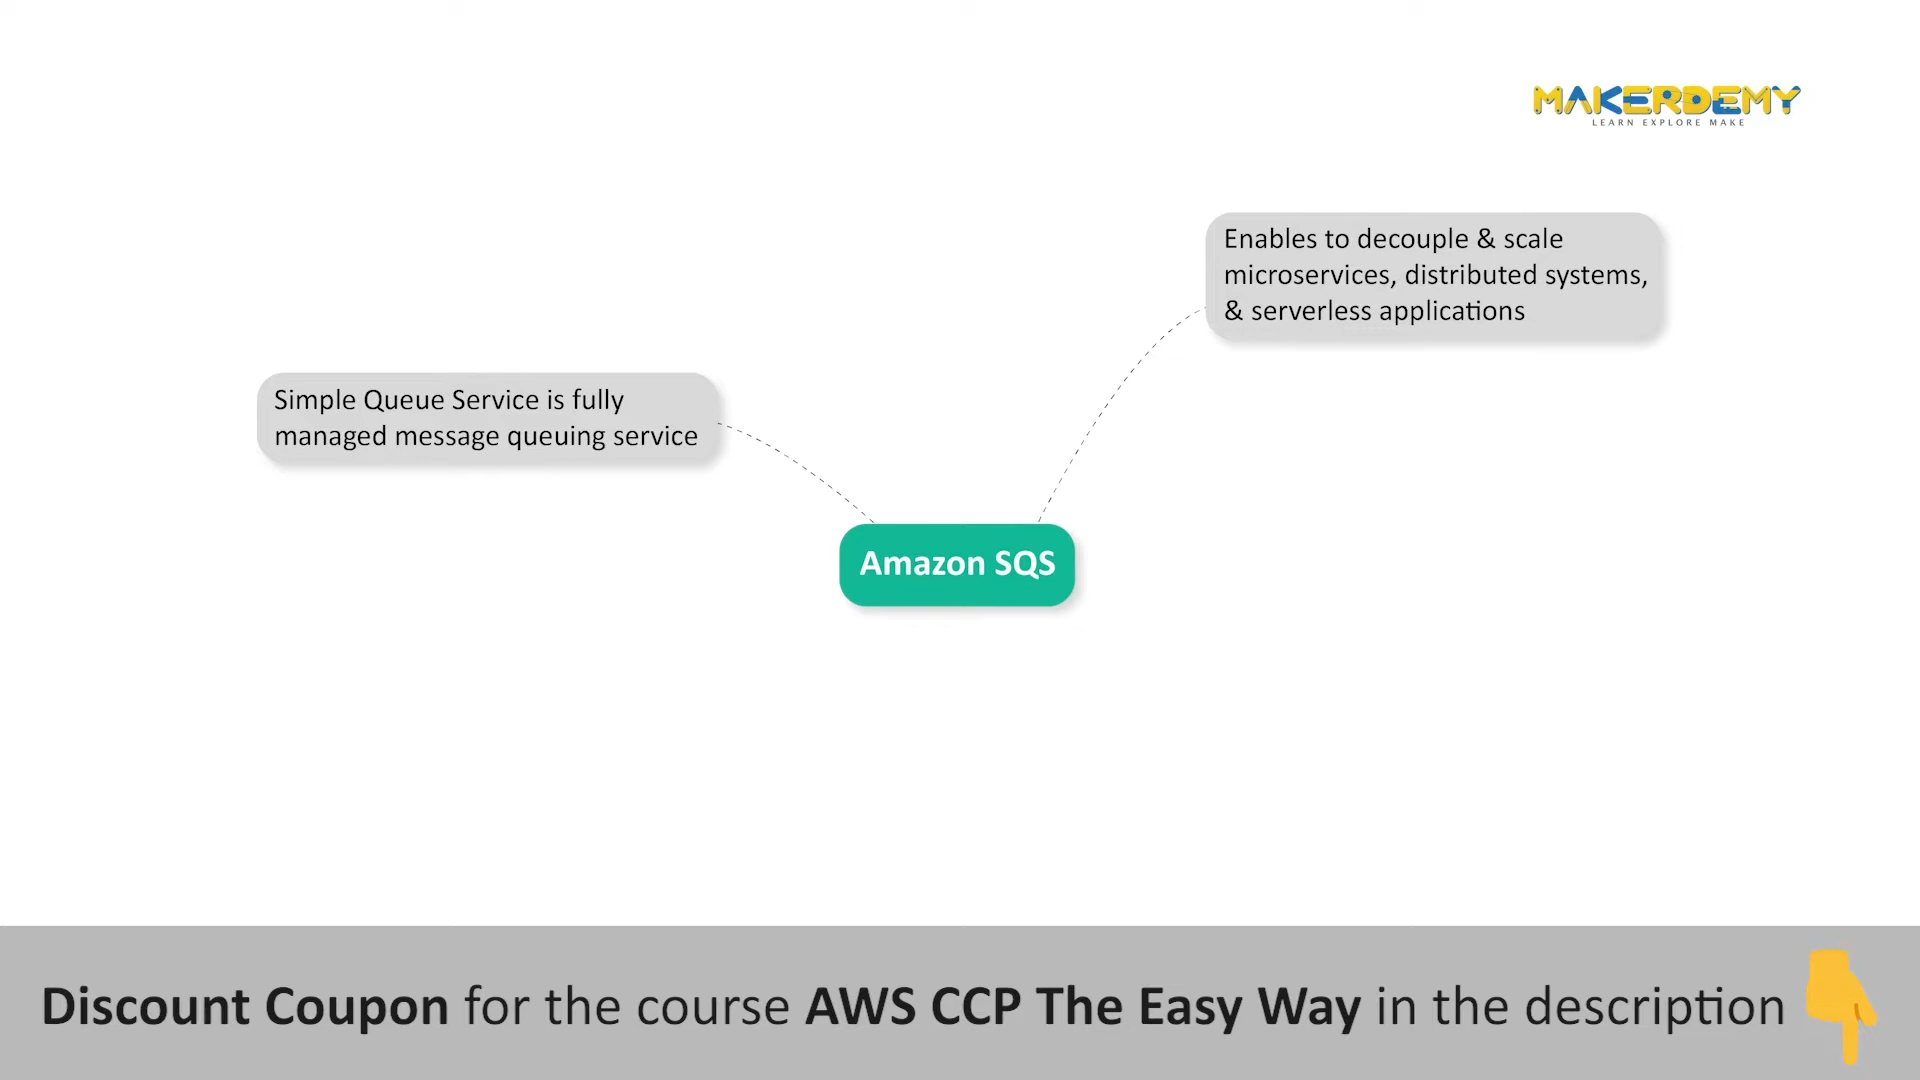 MAKERDEMY
LEARN EXPLORE MAKE
Enables to decouple & scale
microservices, distributed systems,
& serverless applications
Simple Queue Service is fully
managed message queuing service
Amazon SQS
Discount Coupon for the course AWS CCP The Easy Way in the description